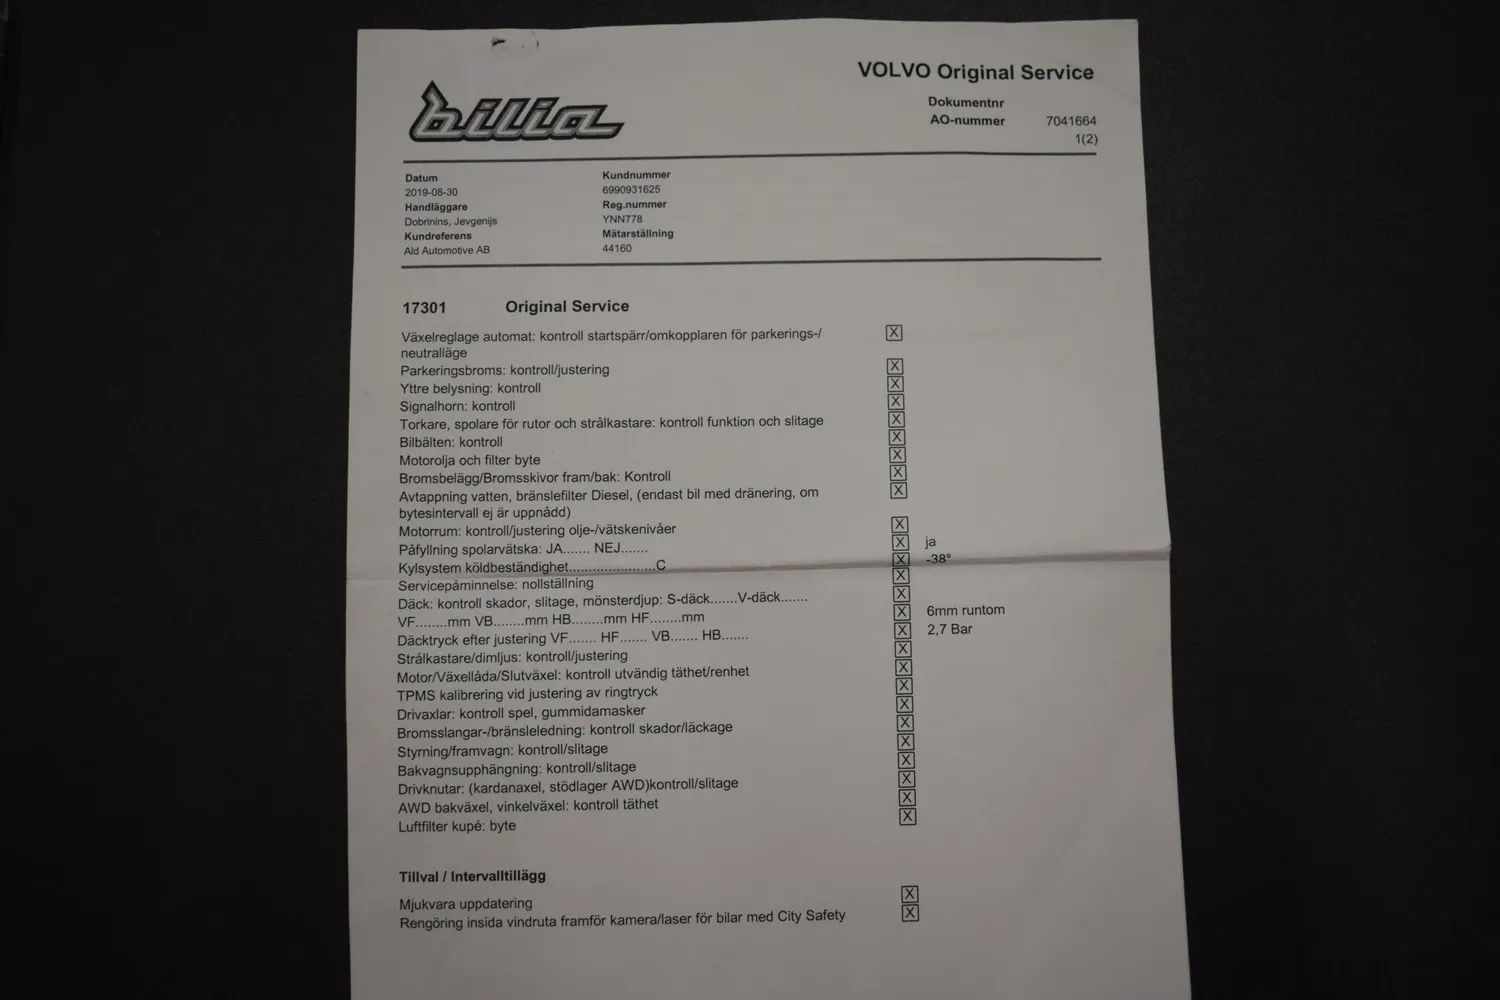 bilia
VOLVO Original Service
Dokumentnr
AO-nummer 7041664
1(2)
Datum Kundnummer
2019-08-30 6990931625
Handläggare Reg.nummer
Dobrinins, Jevgenijs YNN778
Kundreferens Mätarställning
Ald Automotive AB 44160
17301 Original Service
Växelreglage automat: kontroll startspärr/omkopplaren för parkerings-/ X
neutralläge
Parkeringsbroms: kontroll/justering X
Yttre belysning: kontroll X
Signalhorn: kontroll X
Torkare, spolare för rutor och strålkastare: kontroll funktion och slitage X
Bilbälten: kontroll X
Motorolja och filter byte X
Bromsbelägg/Bromsskivor fram/bak: Kontroll X
Avtappning vatten, bränslefilter Diesel, (endast bil med dränering, om X
bytesintervall ej är uppnådd)
Motorrum: kontroll/justering olje-/vätskenivåer X
Påfyllning spolarvätska: JA....... NEJ....... X ja
Kylsystem köldbeständighet......................C X -38°
Servicepåminnelse: nollställning X
Däck: kontroll skador, slitage, mönsterdjup: S-däck.......V-däck....... X
VF........mm VB........mm HB........mm HF........mm X 6mm runtom
Däcktryck efter justering VF....... HF....... VB....... HB....... X 2,7 Bar
Strålkastare/dimljus: kontroll/justering X
Motor/Växellåda/Slutväxel: kontroll utvändig täthet/renhet X
TPMS kalibrering vid justering av ringtryck X
Drivaxlar: kontroll spel, gummidamasker X
Bromsslangar-/bränsleledning: kontroll skador/läckage X
Styrning/framvagn: kontroll/slitage X
Bakvagnsupphängning: kontroll/slitage X
Drivknutar: (kardanaxel, stödlager AWD)kontroll/slitage X
AWD bakväxel, vinkelväxel: kontroll täthet X
Luftfilter kupé: byte X
Tillval / Intervalltillägg
Mjukvara uppdatering X
Rengöring insida vindruta framför kamera/laser för bilar med City Safety X